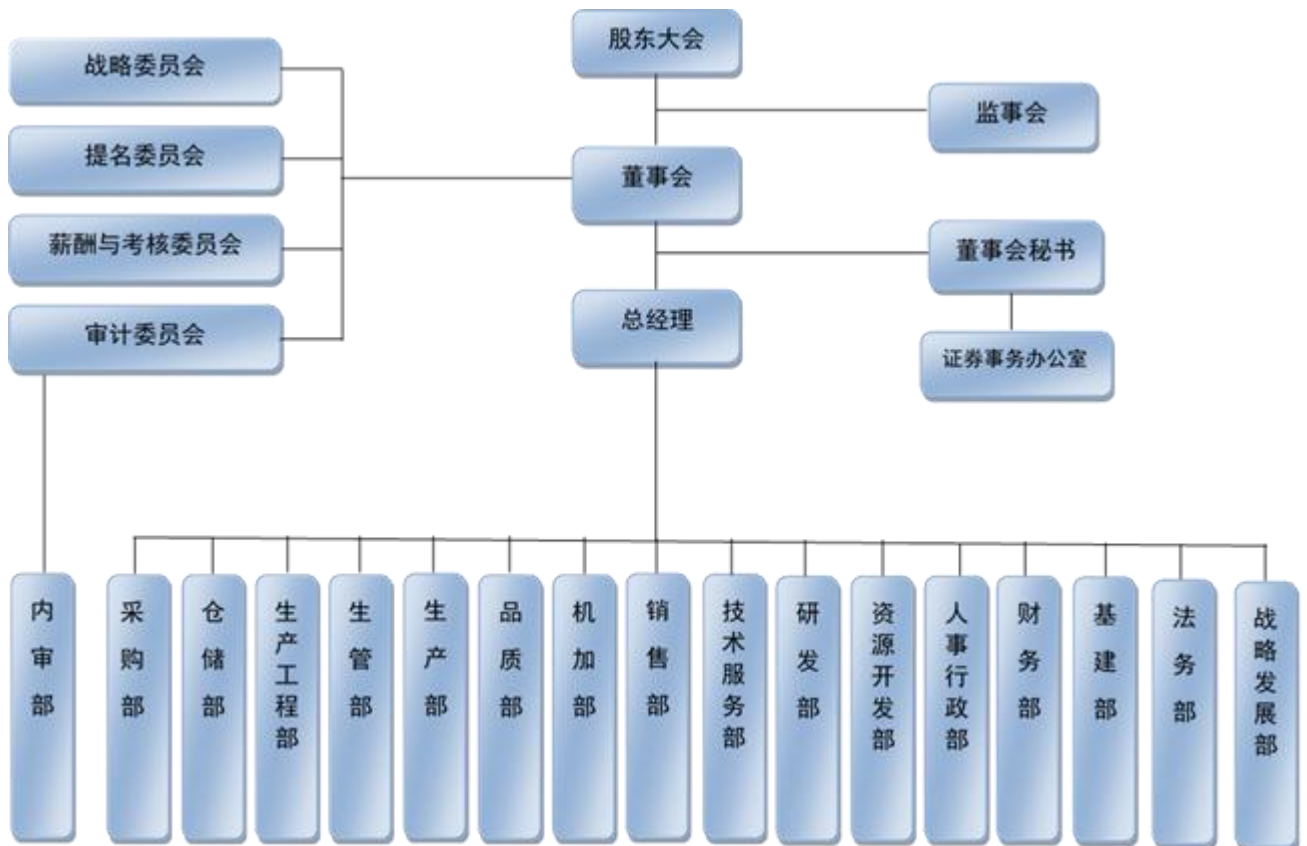 股东大会
战略委员会
监事会
提名委员会
董事会
薪酬与考核委员会
董事会秘书
总经理
审计委员会
证券事务办公室
内审部
采购部
仓储部
生产工程部
生管部
生产部
品质部
机加部
销售部
技术服务部
研发部
资源开发部
人事行政部
财务部
基建部
法务部
战略发展部